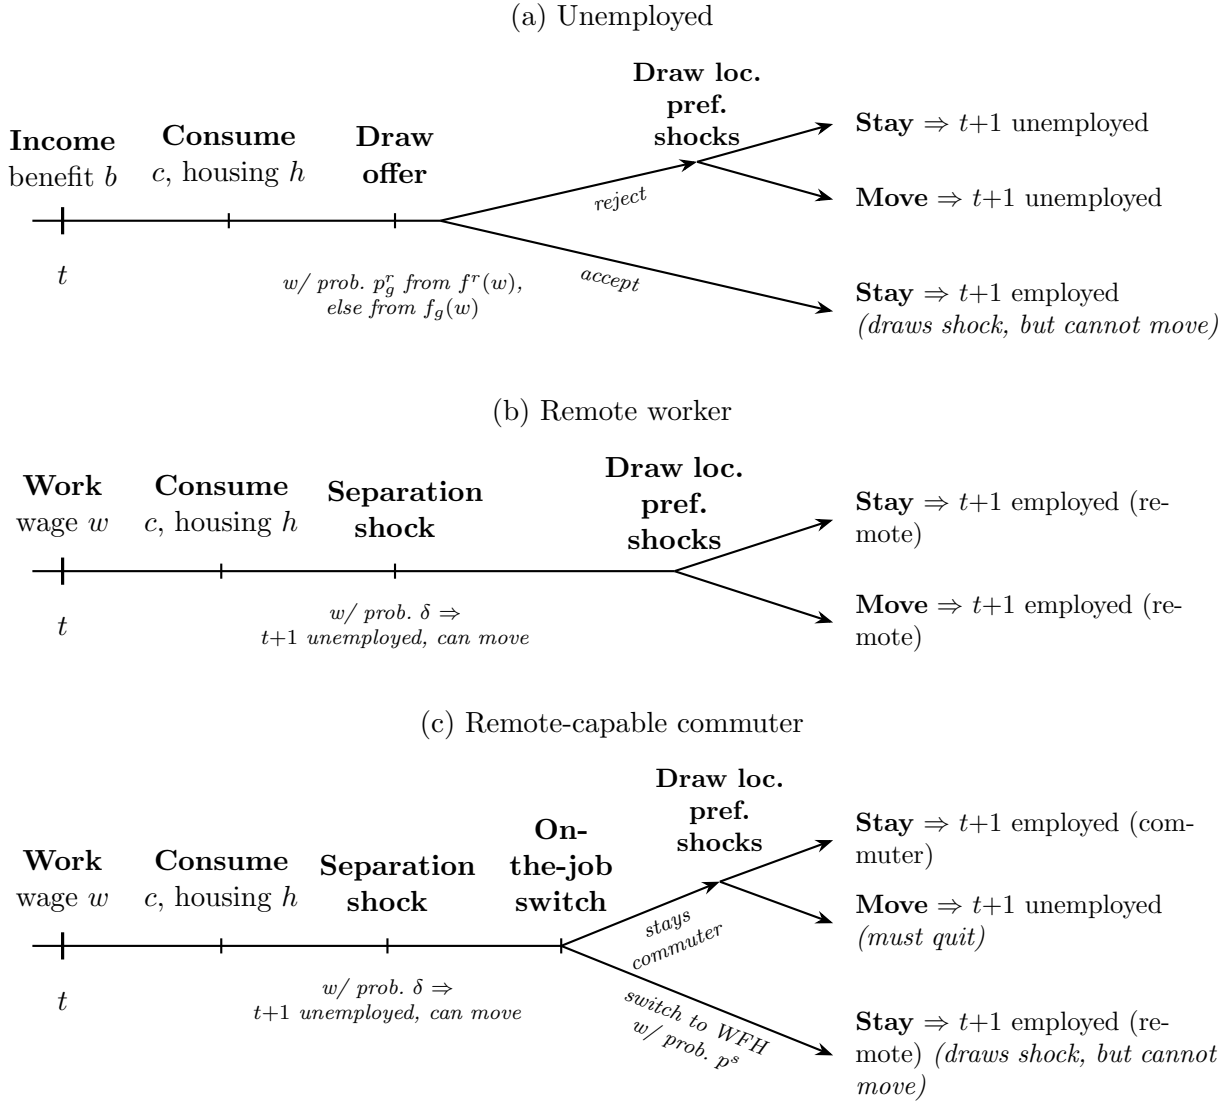 (a) Unemployed
Draw loc.
pref.
shocks
Income
benefit b
Consume
c, housing h
Draw
offer
reject
accept
t
w/ prob. p_g^r from f^r(w),
else from f_g(w)
Stay ⇒ t+1 unemployed
Move ⇒ t+1 unemployed
Stay ⇒ t+1 employed
(draws shock, but cannot move)
(b) Remote worker
Work
wage w
Consume
c, housing h
Separation
shock
Draw loc.
pref.
shocks
t
w/ prob. δ ⇒
t+1 unemployed, can move
Stay ⇒ t+1 employed (re-
mote)
Move ⇒ t+1 employed (re-
mote)
(c) Remote-capable commuter
Work
wage w
Consume
c, housing h
Separation
shock
On-
the-job
switch
Draw loc.
pref.
shocks
t
w/ prob. δ ⇒
t+1 unemployed, can move
stays
commuter
switch to WFH
w/ prob. p^s
Stay ⇒ t+1 employed (com-
muter)
Move ⇒ t+1 unemployed
(must quit)
Stay ⇒ t+1 employed (re-
mote) (draws shock, but cannot
move)